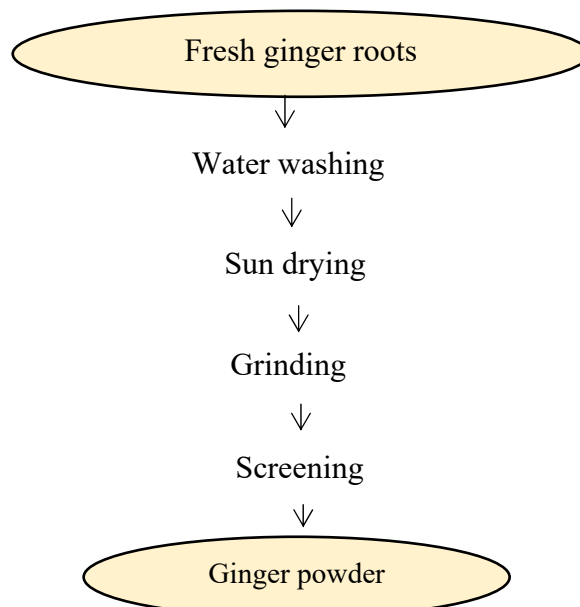 Fresh ginger roots
Water washing
Sun drying
Grinding
Screening
Ginger powder